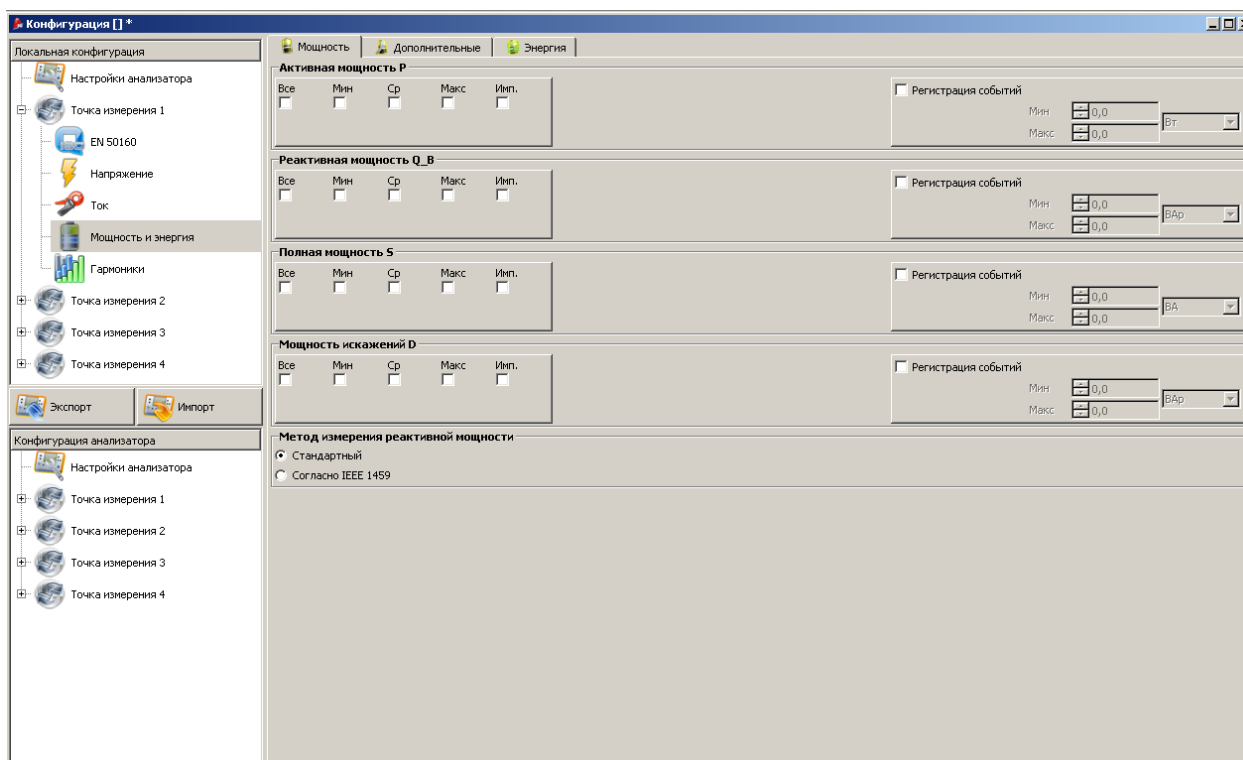 Конфигурация [] *
Локальная конфигурация
Настройки анализатора
Точка измерения 1
EN 50160
Напряжение
Ток
Мощность и энергия
Гармоники
Точка измерения 2
Точка измерения 3
Точка измерения 4
Экспорт Импорт
Конфигурация анализатора
Настройки анализатора
Точка измерения 1
Точка измерения 2
Точка измерения 3
Точка измерения 4
Мощность Дополнительные Энергия
Активная мощность P
Все Мин Ср Макс Имп.
Регистрация событий
Мин 0,0
Вт
Макс 0,0
Реактивная мощность Q_B
Все Мин Ср Макс Имп.
Регистрация событий
Мин 0,0
ВАр
Макс 0,0
Полная мощность S
Все Мин Ср Макс Имп.
Регистрация событий
Мин 0,0
ВА
Макс 0,0
Мощность искажений D
Все Мин Ср Макс Имп.
Регистрация событий
Мин 0,0
ВАр
Макс 0,0
Метод измерения реактивной мощности
Стандартный
Согласно IEEE 1459